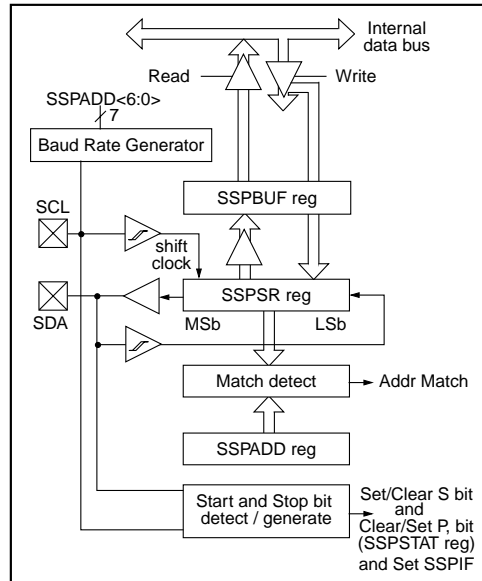 Internal
data bus
Read
Write
SSPADD<6:0>
7
Baud Rate Generator
SSPBUF reg
SCL
shift
clock
SSPSR reg
SDA
MSb
LSb
Match detect
Addr Match
SSPADD reg
Start and Stop bit
detect / generate
Set/Clear S bit
and
Clear/Set P, bit
(SSPSTAT reg)
and Set SSPIF